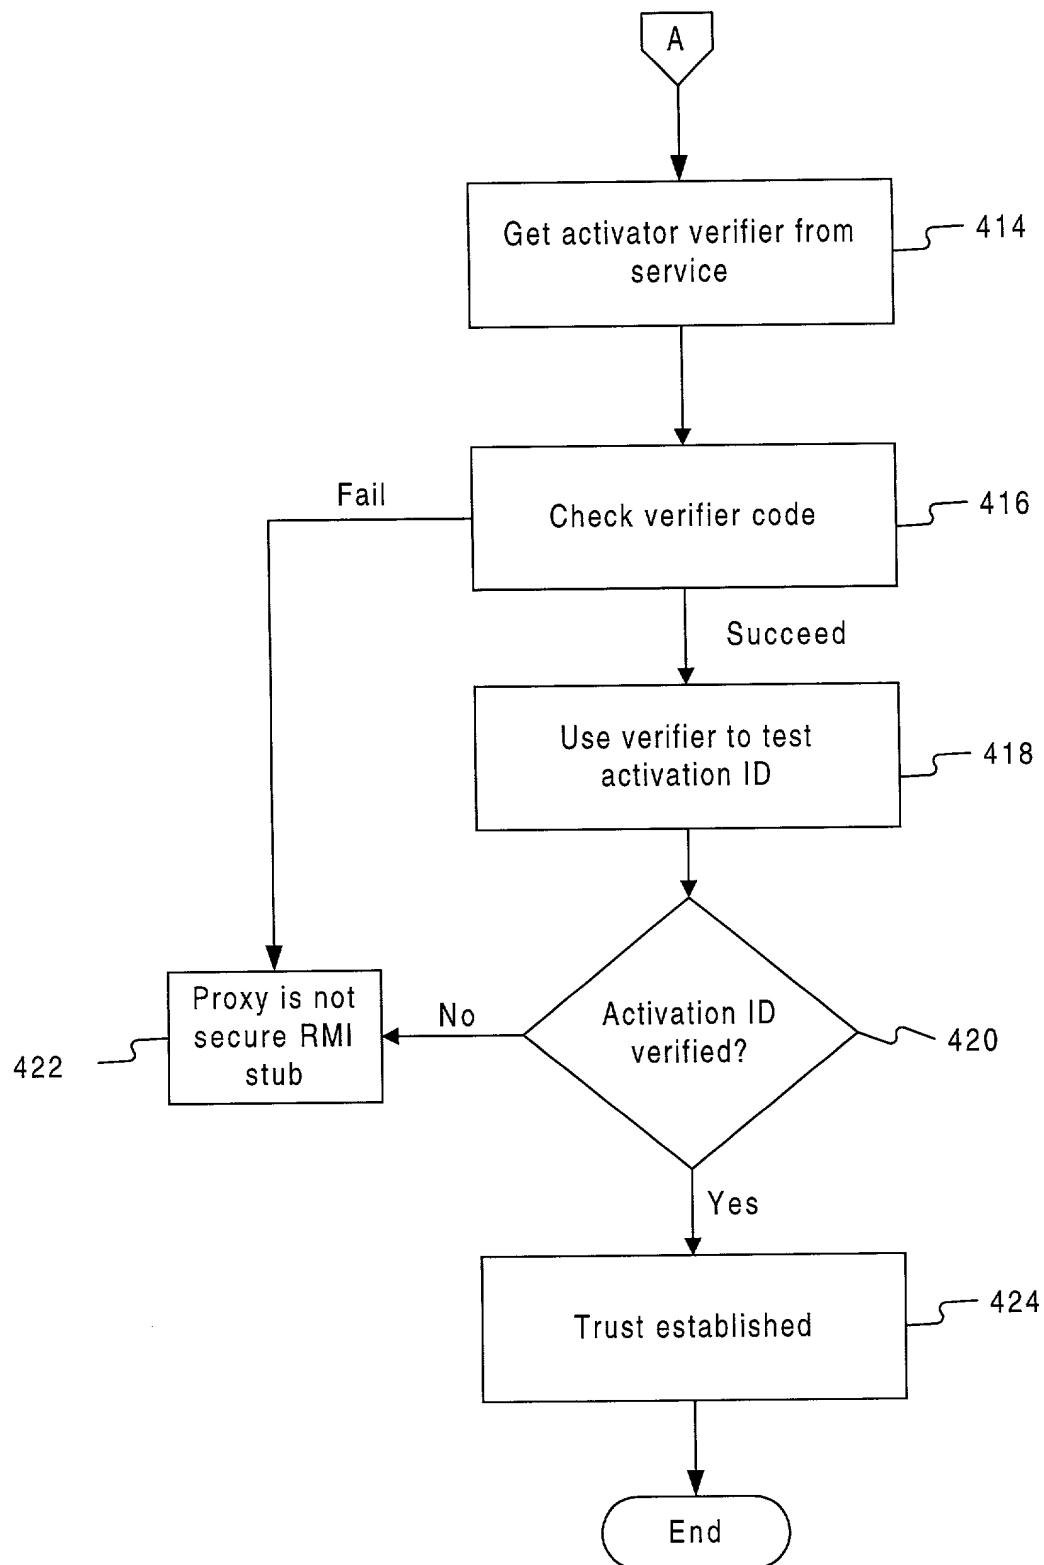 A
Get activator verifier from
service
414
Fail
Check verifier code
416
Succeed
Use verifier to test
activation ID
418
Proxy is not
secure RMI
stub
422
No
Activation ID
verified?
420
Yes
Trust established
424
End